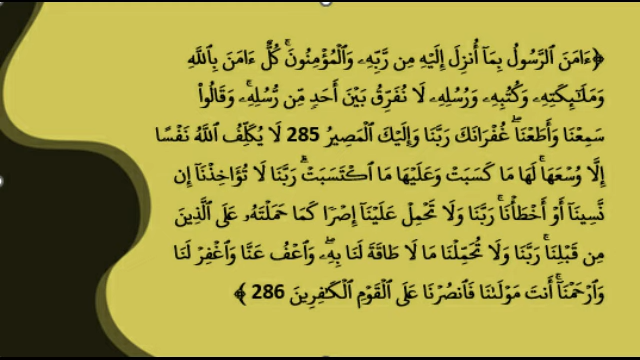 ﴿ءَامَنَ ٱلرَّسُولُ بِمَآ أُنزِلَ إِلَيْهِ مِن رَّبِّهِۦ وَٱلْمُؤْمِنُونَۚ كُلٌّ ءَامَنَ بِٱللَّهِ
وَمَلَٰٓئِكَتِهِۦ وَكُتُبِهِۦ وَرُسُلِهِۦ لَا نُفَرِّقُ بَيْنَ أَحَدٍ مِّن رُّسُلِهِۦۚ وَقَالُوا۟
سَمِعْنَا وَأَطَعْنَاۖ غُفْرَانَكَ رَبَّنَا وَإِلَيْكَ ٱلْمَصِيرُ 285 لَا يُكَلِّفُ ٱللَّهُ نَفْسًا
إِلَّا وُسْعَهَاۚ لَهَا مَا كَسَبَتْ وَعَلَيْهَا مَا ٱكْتَسَبَتْۗ رَبَّنَا لَا تُؤَاخِذْنَآ إِن
نَّسِينَآ أَوْ أَخْطَأْنَاۚ رَبَّنَا وَلَا تَحْمِلْ عَلَيْنَآ إِصْرًا كَمَا حَمَلْتَهُۥ عَلَى ٱلَّذِينَ
مِن قَبْلِنَاۚ رَبَّنَا وَلَا تُحَمِّلْنَا مَا لَا طَاقَةَ لَنَا بِهِۦۖ وَٱعْفُ عَنَّا وَٱغْفِرْ لَنَا
وَٱرْحَمْنَآۚ أَنتَ مَوْلَىٰنَا فَٱنصُرْنَا عَلَى ٱلْقَوْمِ ٱلْكَٰفِرِينَ 286 ﴾